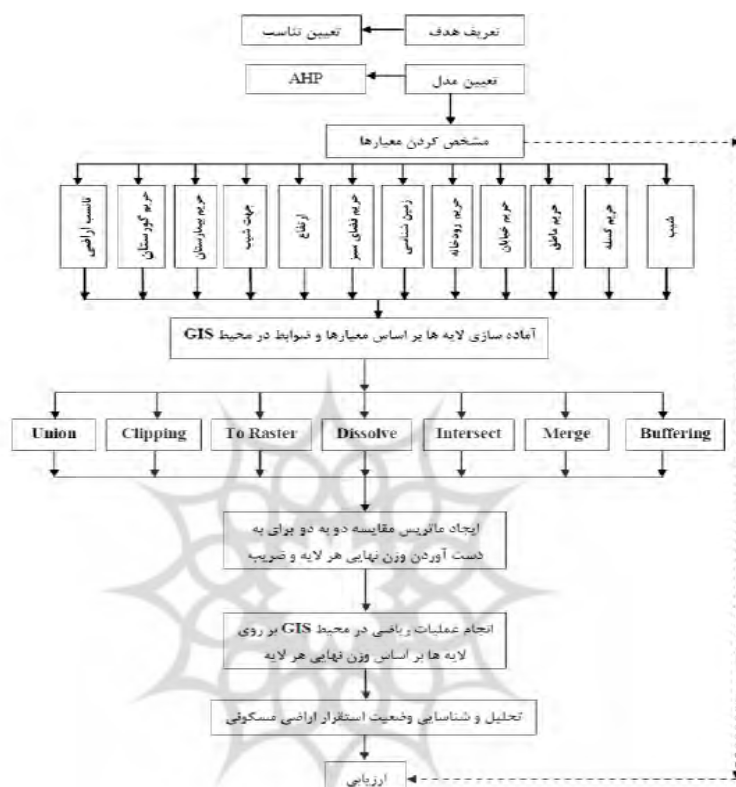 تعریف هدف
تعیین تناسب
تعیین مدل
AHP
مشخص کردن معیارها
شیب
حریم گسله
حریم مناطق
حریم خیابان
حریم رودخانه
زمین شناسی
حریم فضای سبز
ارتفاع
جهت شیب
حریم بیمارستان
حریم گورستان
تناسب اراضی
آماده سازی لایه ها بر اساس معیارها و ضوابط در محیط GIS
Union
Clipping
To Raster
Dissolve
Intersect
Merge
Buffering
ایجاد ماتریس مقایسه دو به دو برای به
دست آوردن وزن نهایی هر لایه و ضریب
انجام عملیات ریاضی در محیط GIS بر روی
لایه ها بر اساس وزن نهایی هر لایه
تحلیل و شناسایی وضعیت استقرار اراضی مسکونی
ارزیابی